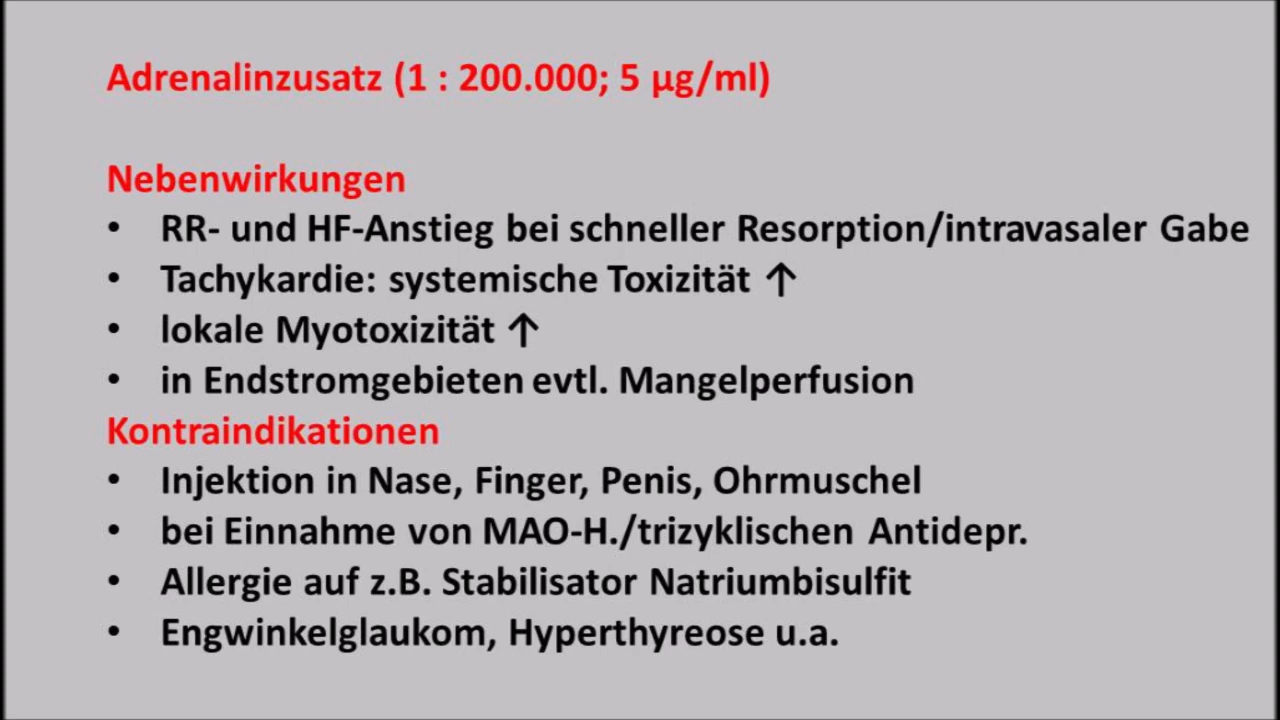 Adrenalinzusatz (1 : 200.000; 5 µg/ml)
Nebenwirkungen
• RR- und HF-Anstieg bei schneller Resorption/intravasaler Gabe
• Tachykardie: systemische Toxizität ↑
• lokale Myotoxizität ↑
• in Endstromgebieten evtl. Mangelperfusion
Kontraindikationen
• Injektion in Nase, Finger, Penis, Ohrmuschel
• bei Einnahme von MAO-H./trizyklischen Antidepr.
• Allergie auf z.B. Stabilisator Natriumbisulfit
• Engwinkelglaukom, Hyperthyreose u.a.